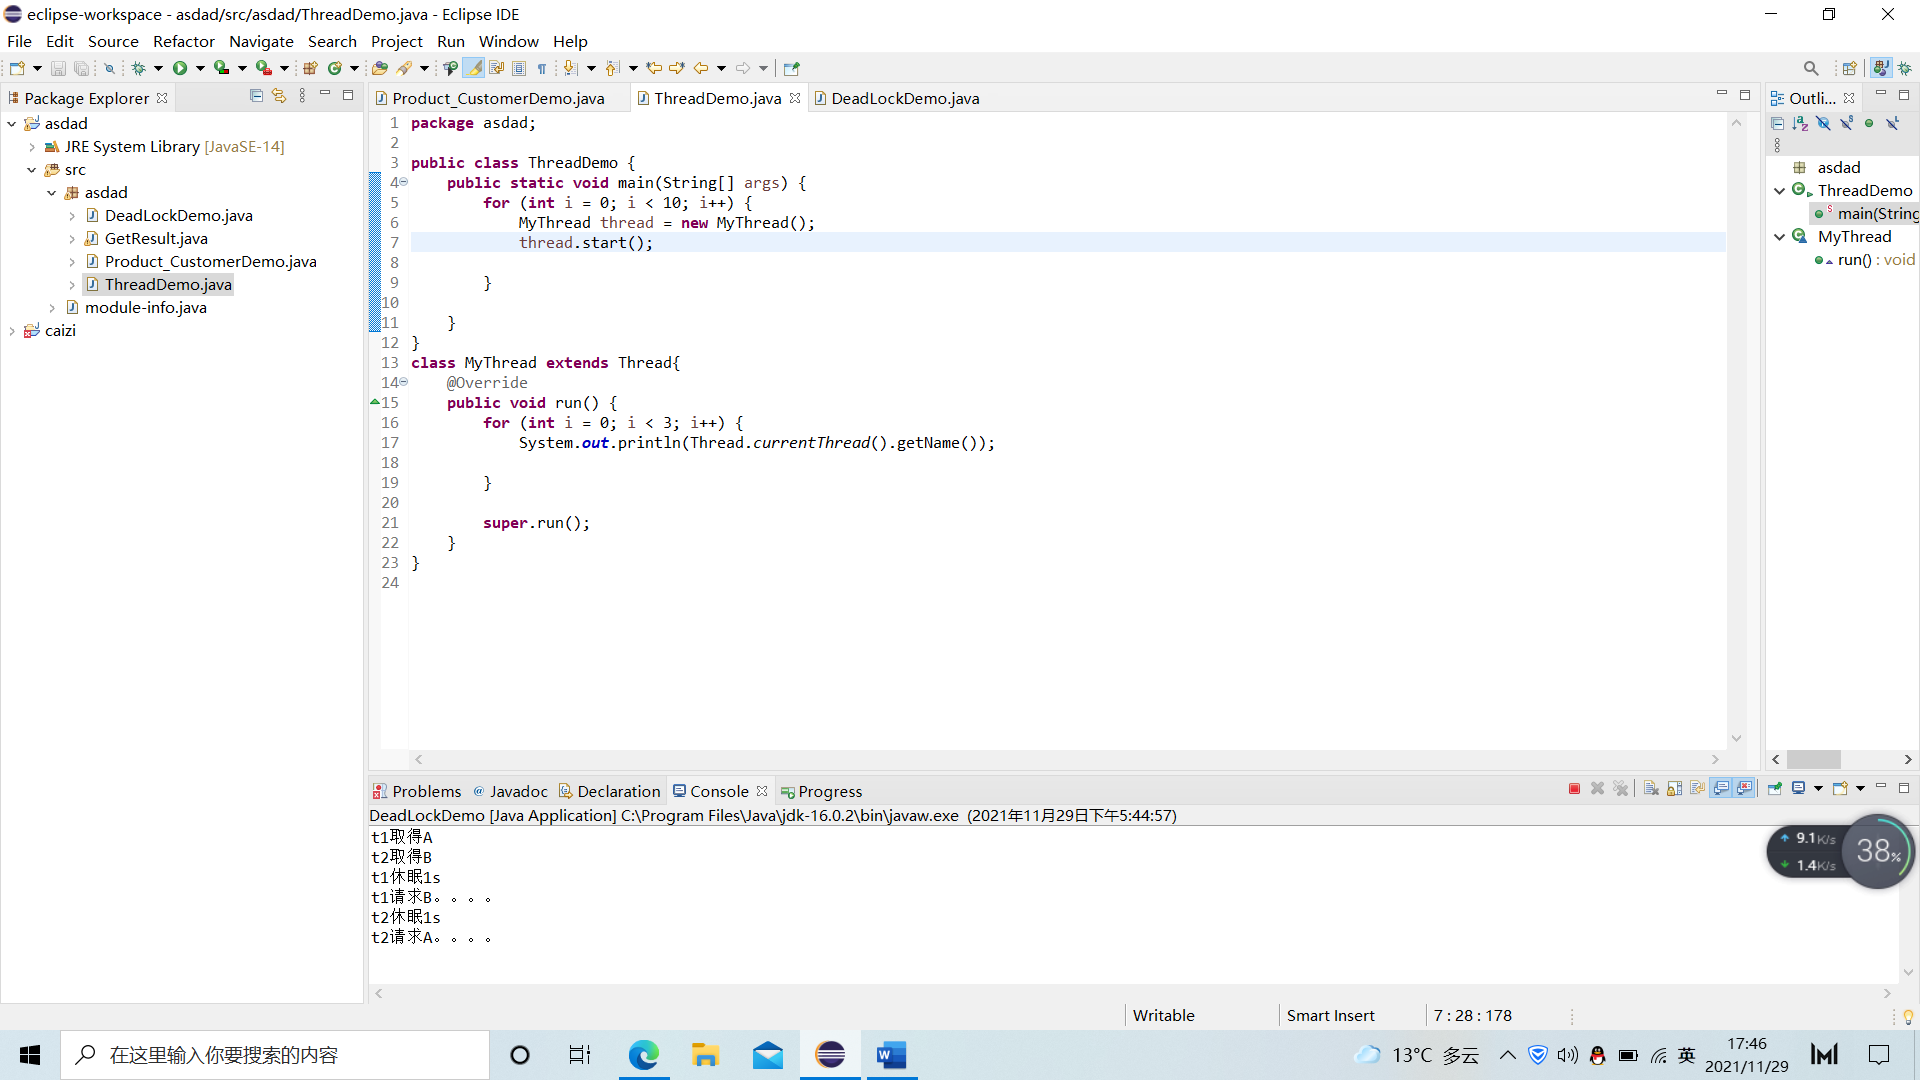 eclipse-workspace - asdad/src/asdad/ThreadDemo.java - Eclipse IDE
File Edit Source Refactor Navigate Search Project Run Window Help
Package Explorer
asdad
JRE System Library [JavaSE-14]
src
asdad
DeadLockDemo.java
GetResult.java
Product_CustomerDemo.java
ThreadDemo.java
module-info.java
caizi
Product_CustomerDemo.java ThreadDemo.java DeadLockDemo.java
1 package asdad;
2
3 public class ThreadDemo {
4 public static void main(String[] args) {
5 for (int i = 0; i < 10; i++) {
6 MyThread thread = new MyThread();
7 thread.start();
8
9 }
10
11 }
12 }
13 class MyThread extends Thread{
14 @Override
15 public void run() {
16 for (int i = 0; i < 3; i++) {
17 System.out.println(Thread.currentThread().getName());
18
19 }
20
21 super.run();
22 }
23 }
24
Outli...
asdad
ThreadDemo
main(String
MyThread
run() : void
Problems @ Javadoc Declaration Console Progress
DeadLockDemo [Java Application] C:\Program Files\Java\jdk-16.0.2\bin\javaw.exe (2021年11月29日下午5:44:57)
t1取得A
t2取得B
t1休眠1s
t1请求B。。。。
t2休眠1s
t2请求A。。。。
9.1K/s
1.4K/s
38%
Writable Smart Insert 7 : 28 : 178
在这里输入你要搜索的内容
13°C 多云
英
17:46
2021/11/29